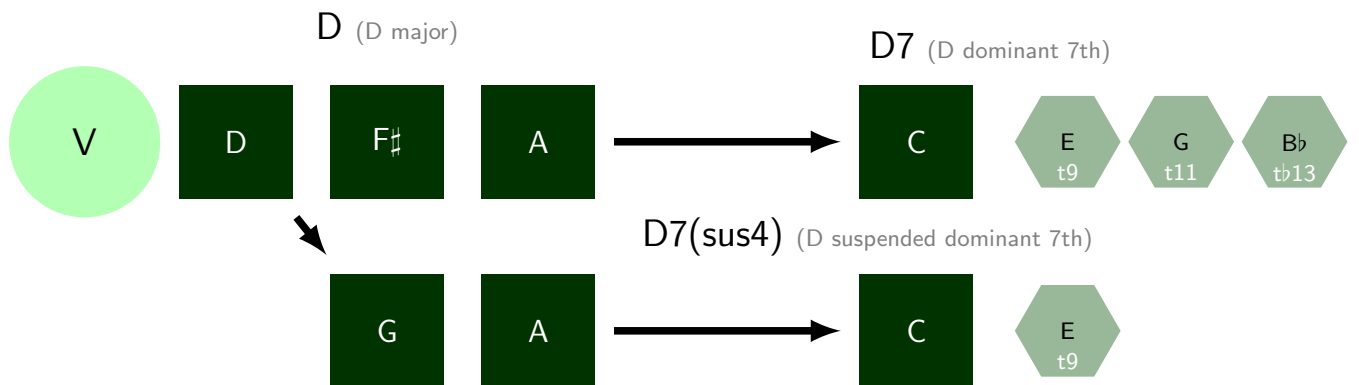 D (D major)
D7 (D dominant 7th)
V D F♯ A C E G B♭
t9 t11 t♭13
D7(sus4) (D suspended dominant 7th)
G A C E
t9